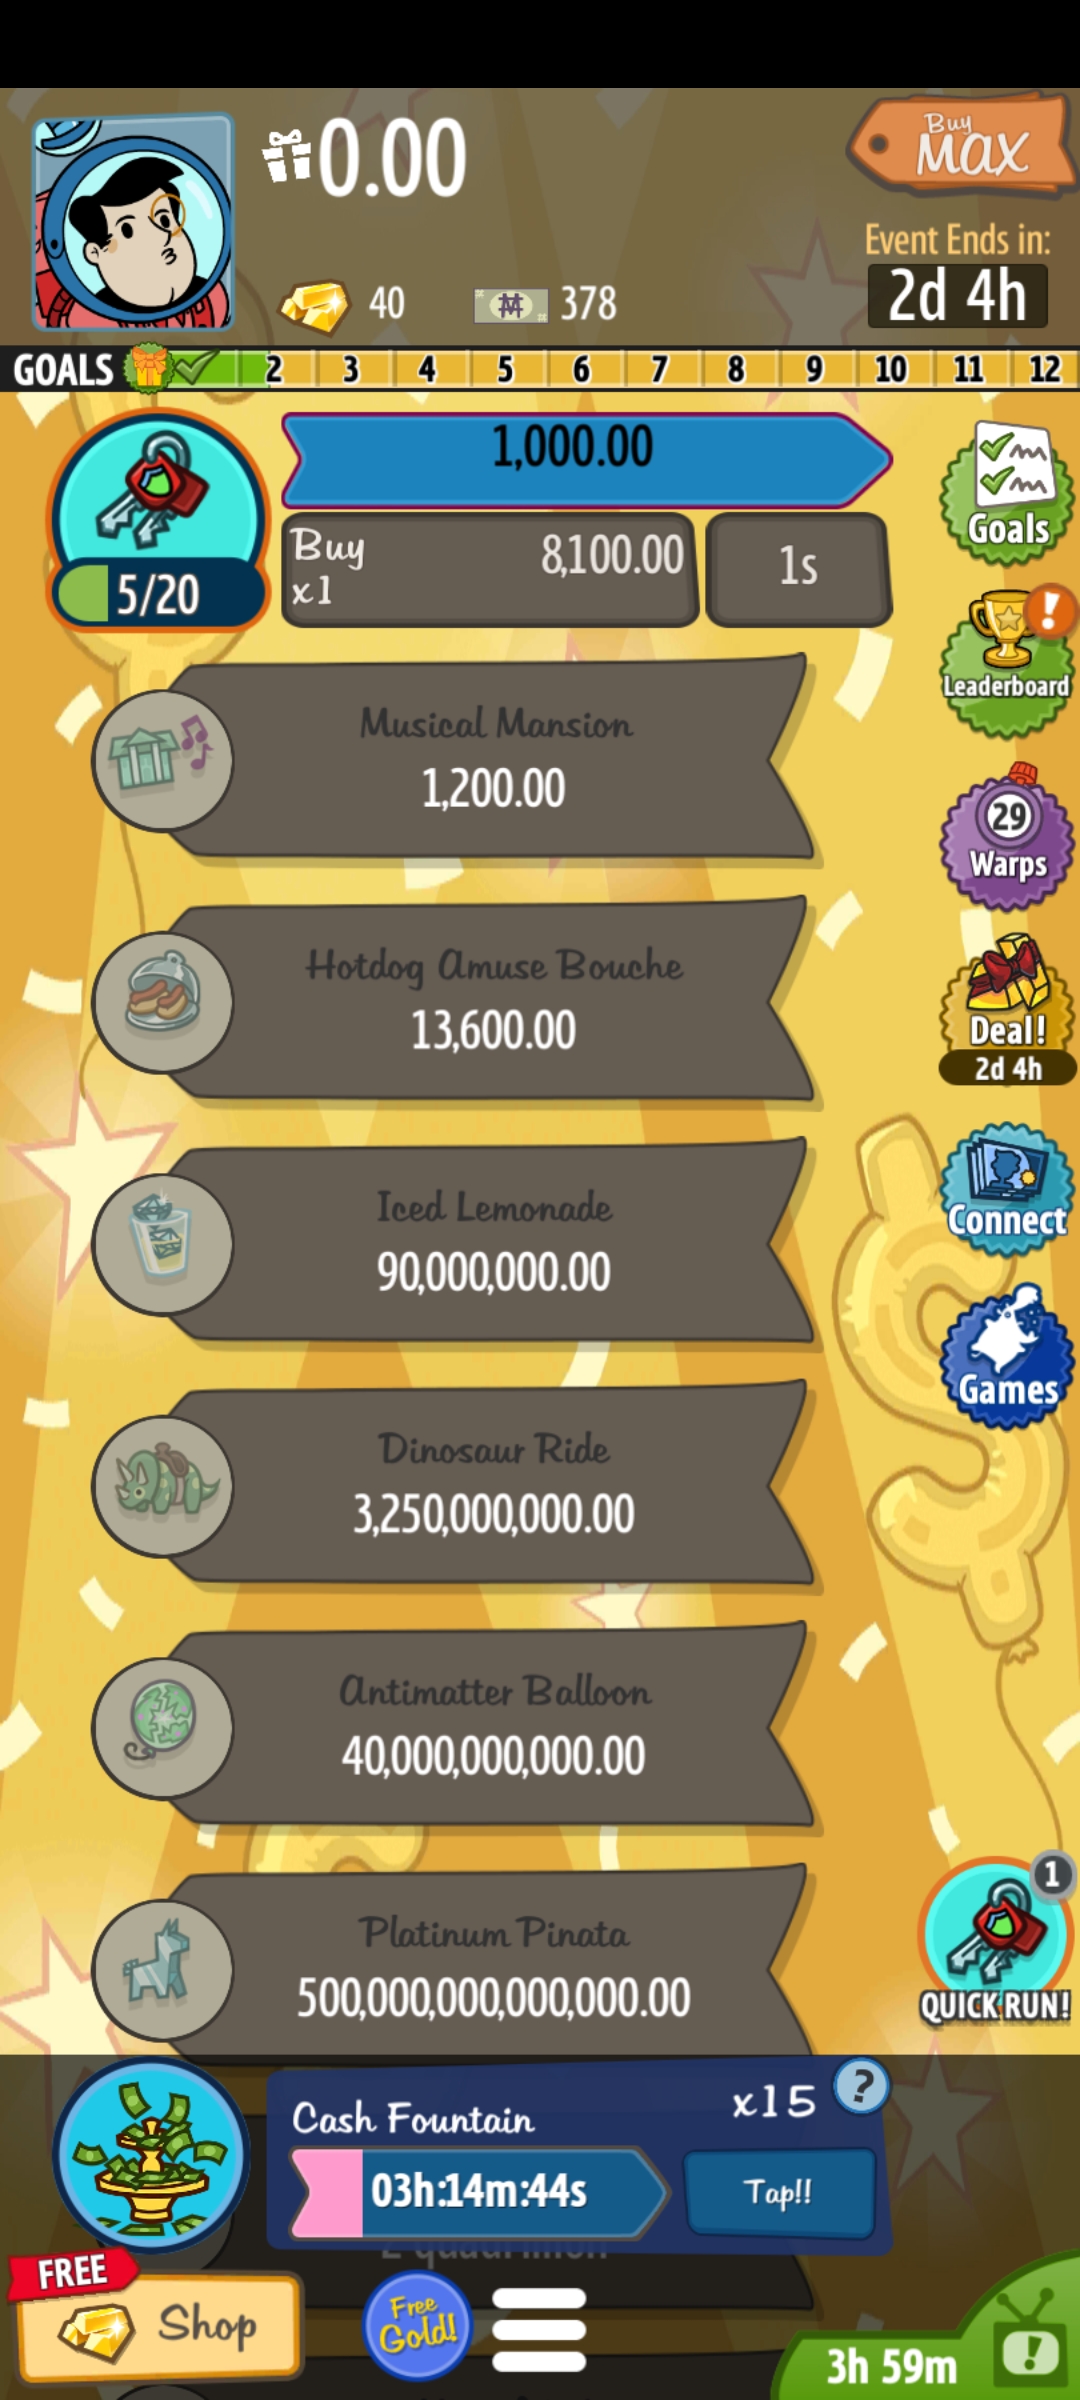 0.00
Buy
MAX
Event Ends in:
2d 4h
40
378
GOALS 2 3 4 5 6 7 8 9 10 11 12
1,000.00
Buy
x1
8,100.00
1s
5/20
Goals
Leaderboard
Musical Mansion
1,200.00
29
Warps
Hotdog Amuse Bouche
13,600.00
Deal!
2d 4h
Iced Lemonade
90,000,000.00
Connect
Games
Dinosaur Ride
3,250,000,000.00
Antimatter Balloon
40,000,000,000.00
1
QUICK RUN!
Platinum Pinata
500,000,000,000,000.00
Cash Fountain
x15
?
03h:14m:44s
Tap!!
FREE
Shop
Free
Gold!
3h 59m